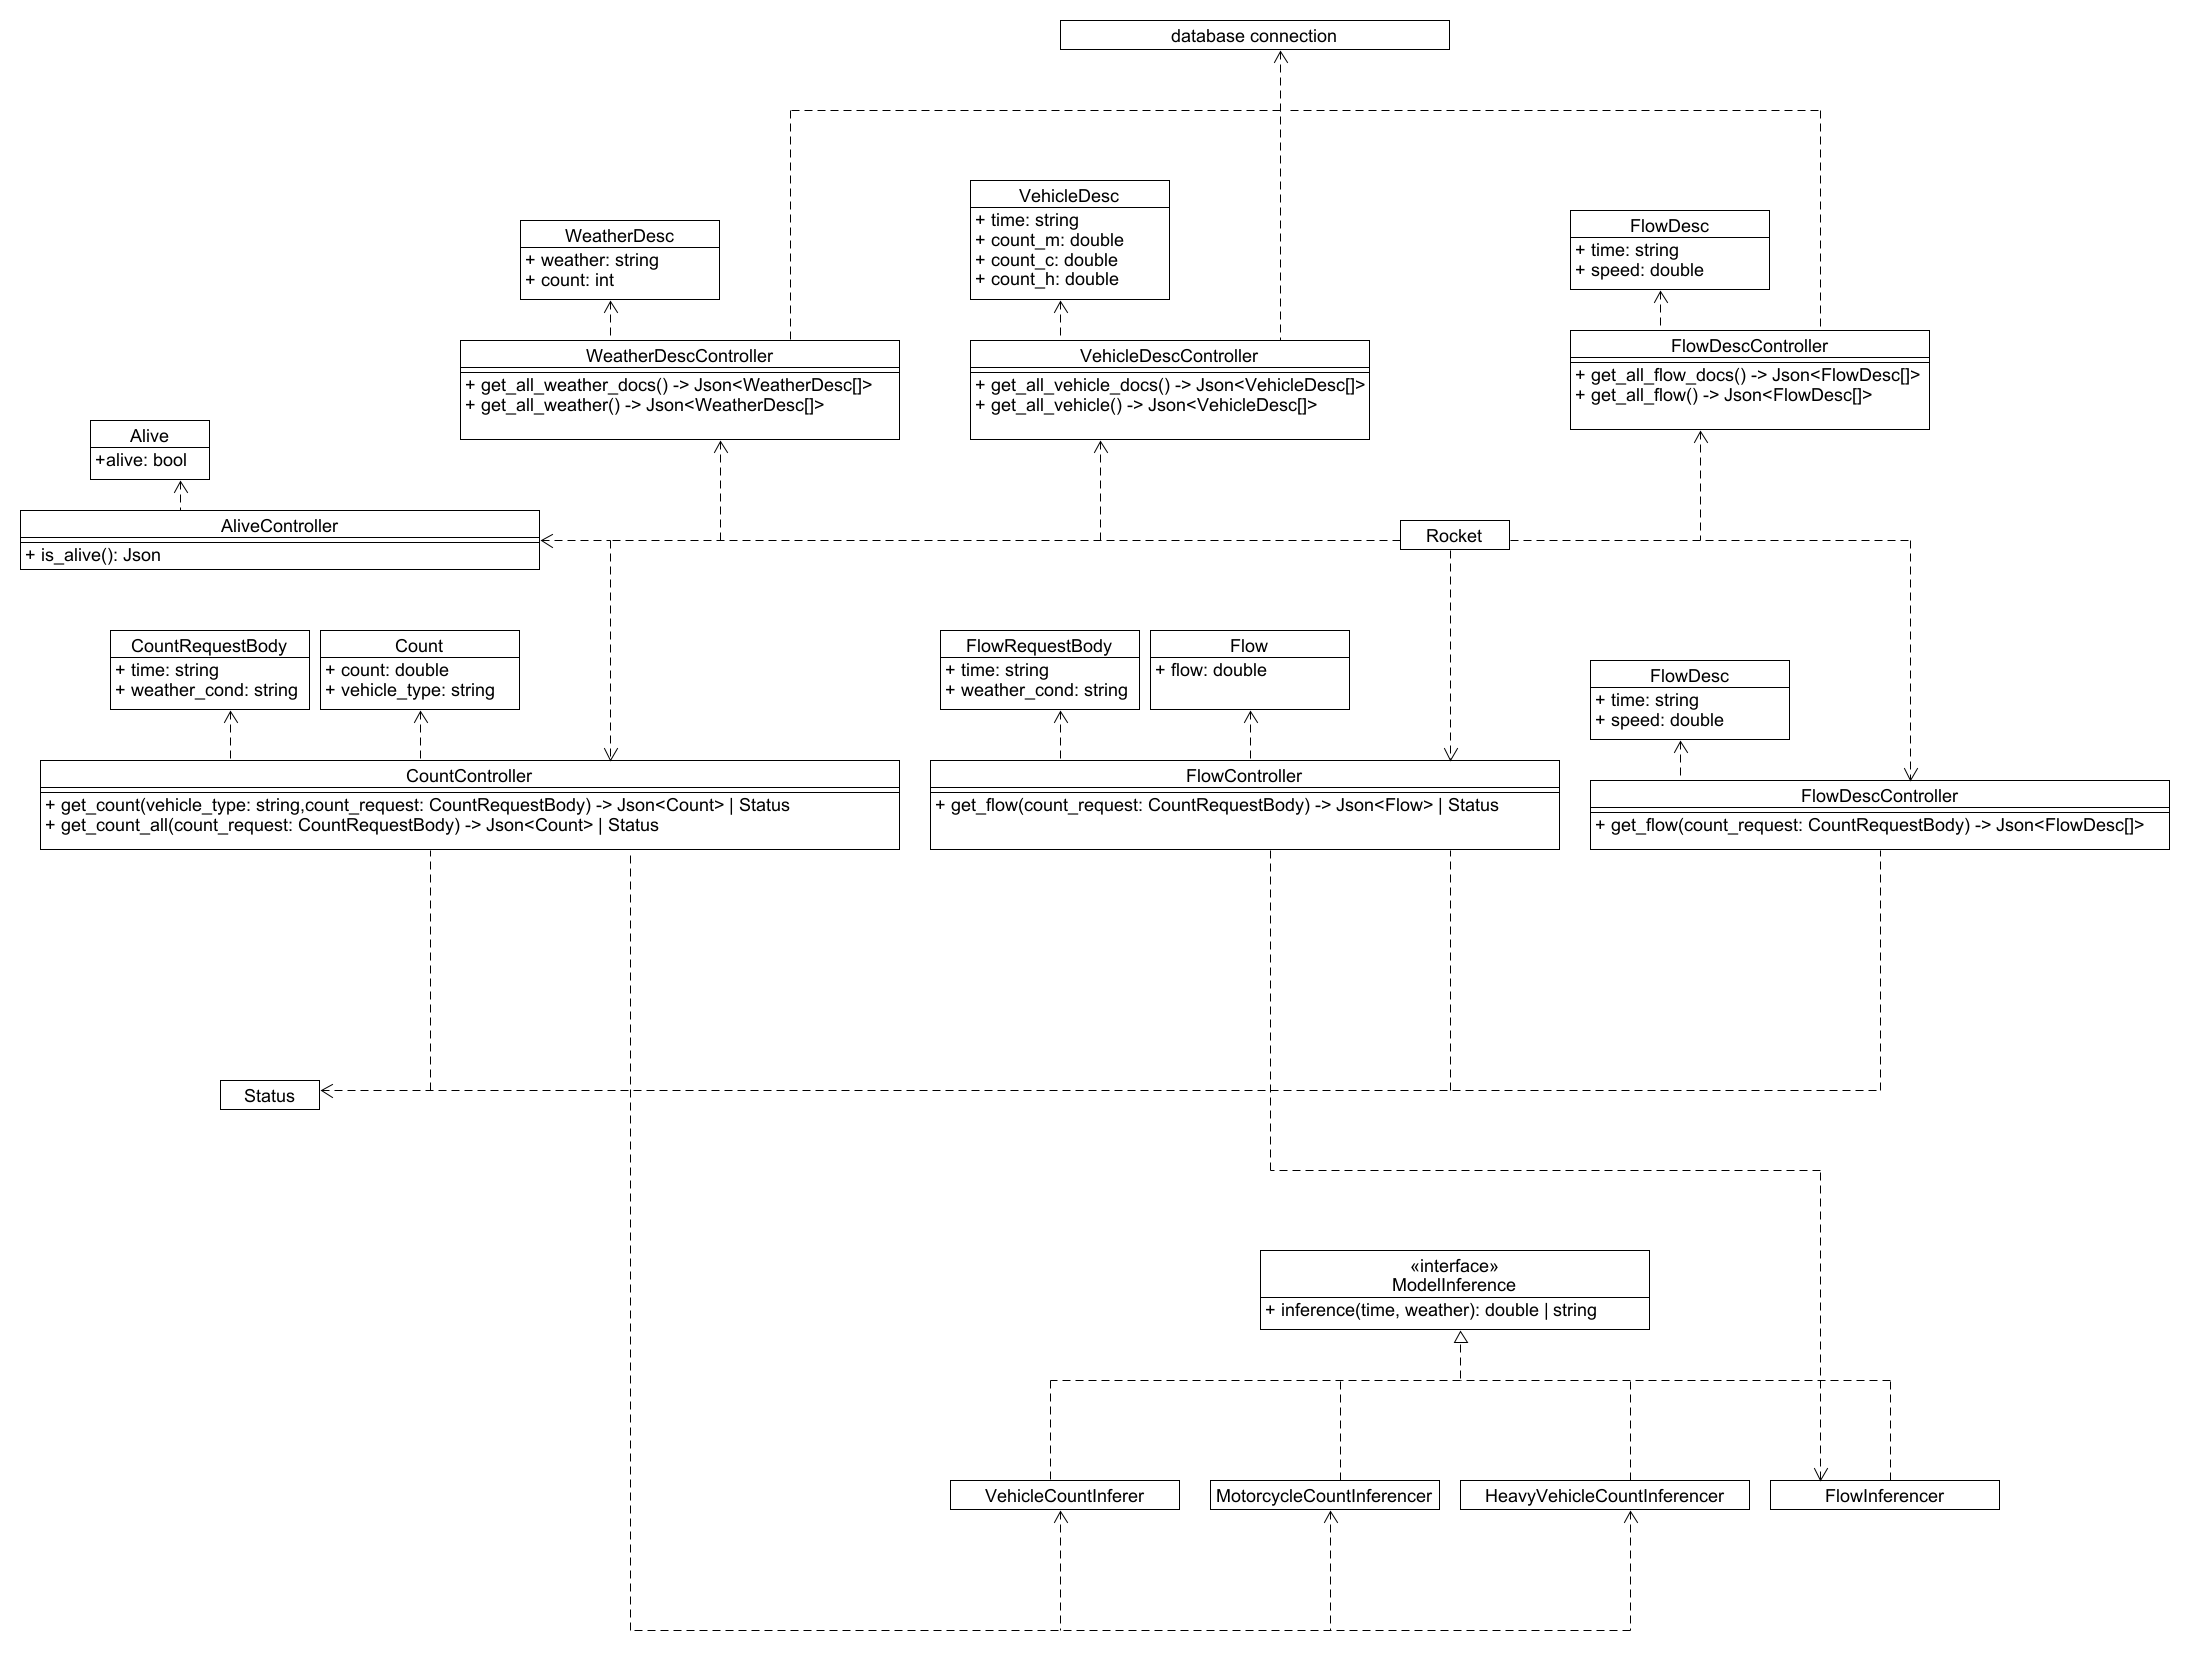 database connection
VehicleDesc
+ time: string
+ count_m: double
+ count_c: double
+ count_h: double
WeatherDesc
+ weather: string
+ count: int
FlowDesc
+ time: string
+ speed: double
WeatherDescController
+ get_all_weather_docs() -> Json<WeatherDesc[]>
+ get_all_weather() -> Json<WeatherDesc[]>
VehicleDescController
+ get_all_vehicle_docs() -> Json<VehicleDesc[]>
+ get_all_vehicle() -> Json<VehicleDesc[]>
FlowDescController
+ get_all_flow_docs() -> Json<FlowDesc[]>
+ get_all_flow() -> Json<FlowDesc[]>
Alive
+alive: bool
AliveController
+ is_alive(): Json
Rocket
CountRequestBody
+ time: string
+ weather_cond: string
Count
+ count: double
+ vehicle_type: string
FlowRequestBody
+ time: string
+ weather_cond: string
Flow
+ flow: double
FlowDesc
+ time: string
+ speed: double
CountController
+ get_count(vehicle_type: string,count_request: CountRequestBody) -> Json<Count> | Status
+ get_count_all(count_request: CountRequestBody) -> Json<Count> | Status
FlowController
+ get_flow(count_request: CountRequestBody) -> Json<Flow> | Status
FlowDescController
+ get_flow(count_request: CountRequestBody) -> Json<FlowDesc[]>
Status
«interface»
ModelInference
+ inference(time, weather): double | string
VehicleCountInferer
MotorcycleCountInferencer
HeavyVehicleCountInferencer
FlowInferencer